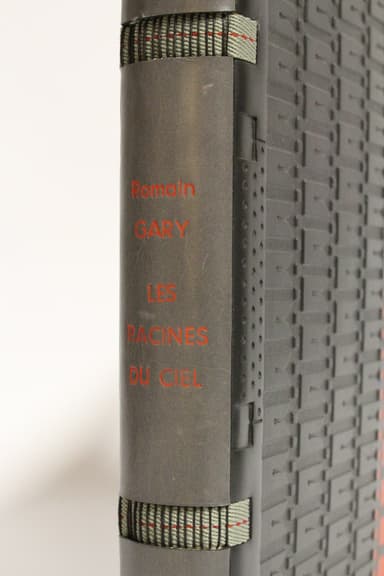 Romain
GARY
LES
RACINES
DU CIEL